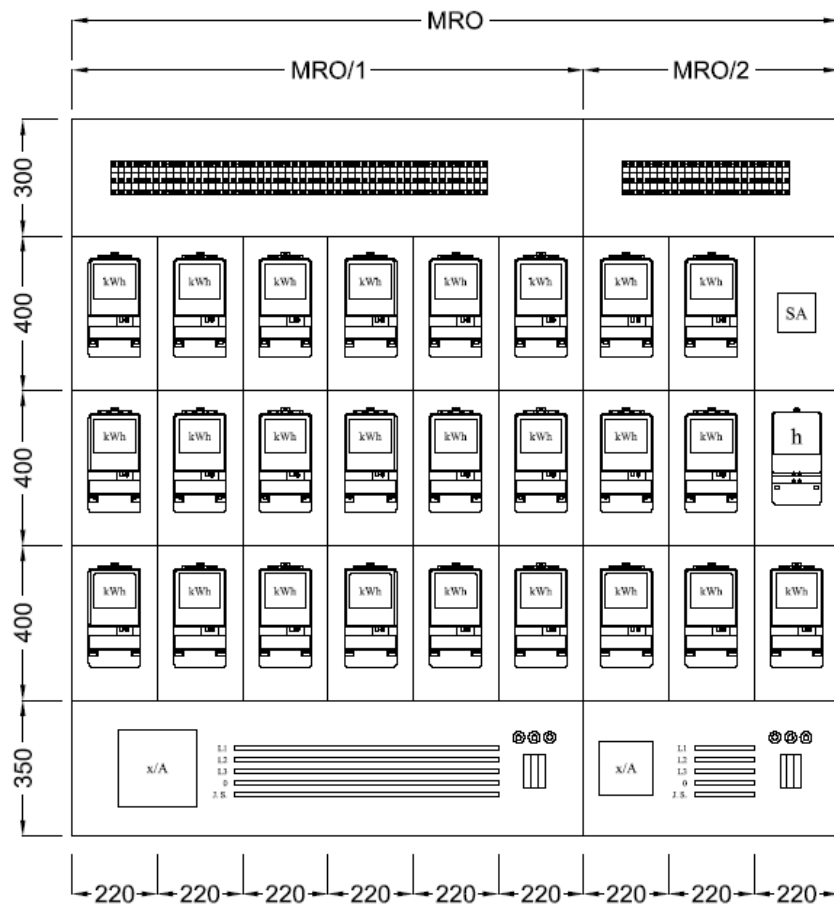 MRO
MRO/1 MRO/2
300
400
kWh kWh kWh kWh kWh kWh kWh kWh SA
400
kWh kWh kWh kWh kWh kWh kWh kWh h
400
kWh kWh kWh kWh kWh kWh kWh kWh kWh
350
x/A L1 x/A L1
L2 L2
L3 L3
0 0
J.S. J.S.
220 220 220 220 220 220 220 220 220